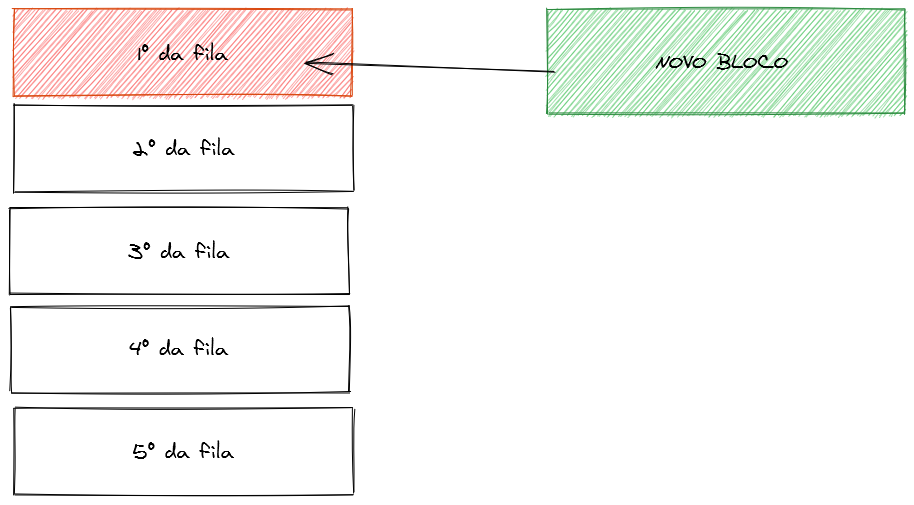 1º da fila
NOVO BLOCO
2º da fila
3º da fila
4º da fila
5º da fila